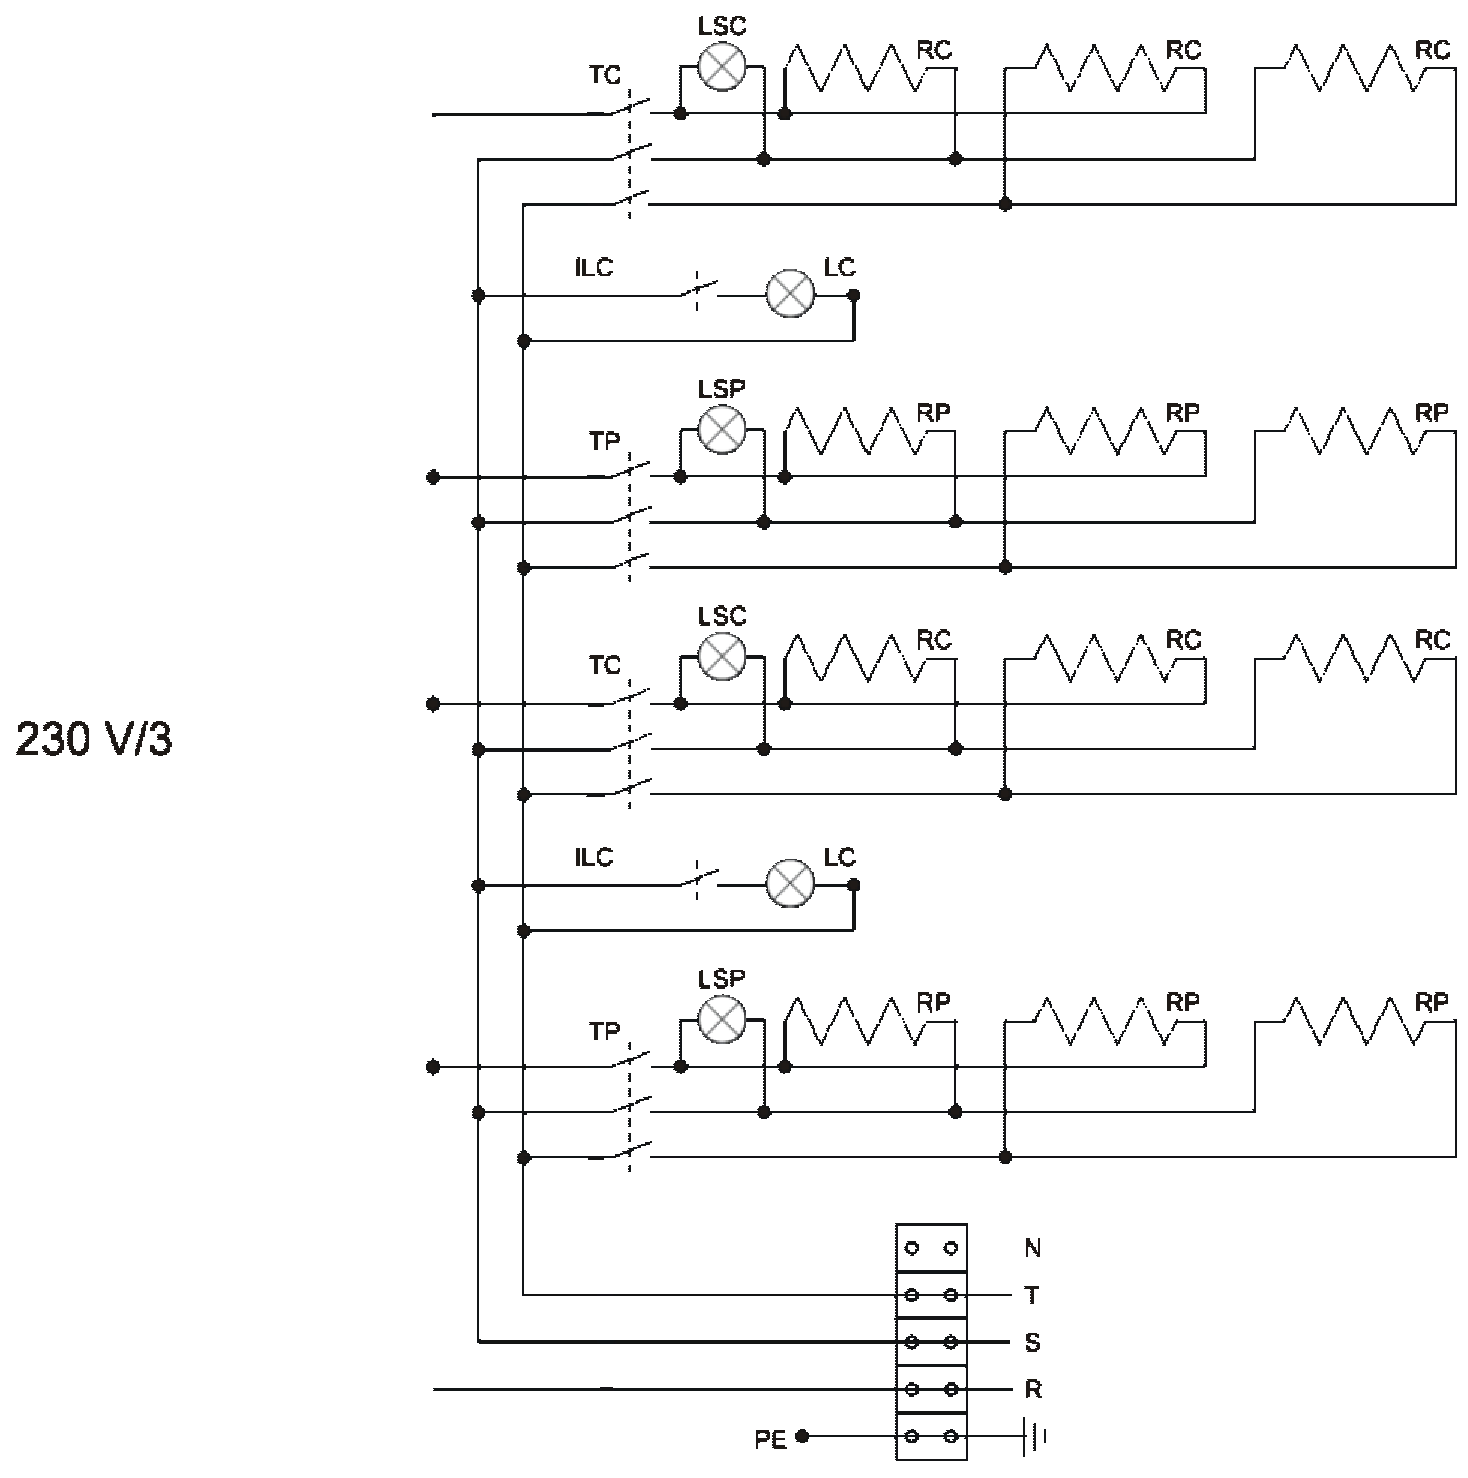 LSC
RC RC RC
TC
ILC LC
LSP
RP RP RP
TP
LSC
RC RC RC
TC
230 V/3
ILC LC
LSP
RP RP RP
TP
N
T
S
R
PE